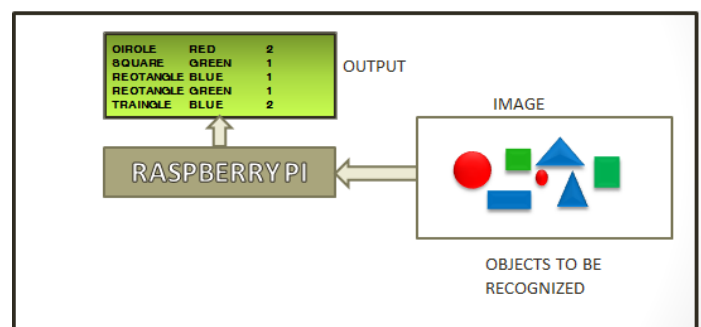 OIROLE RED 2
SQUARE GREEN 1
REOTANGLE BLUE 1
REOTANGLE GREEN 1
TRAINGLE BLUE 2
OUTPUT
IMAGE
RASPBERRY PI
OBJECTS TO BE
RECOGNIZED